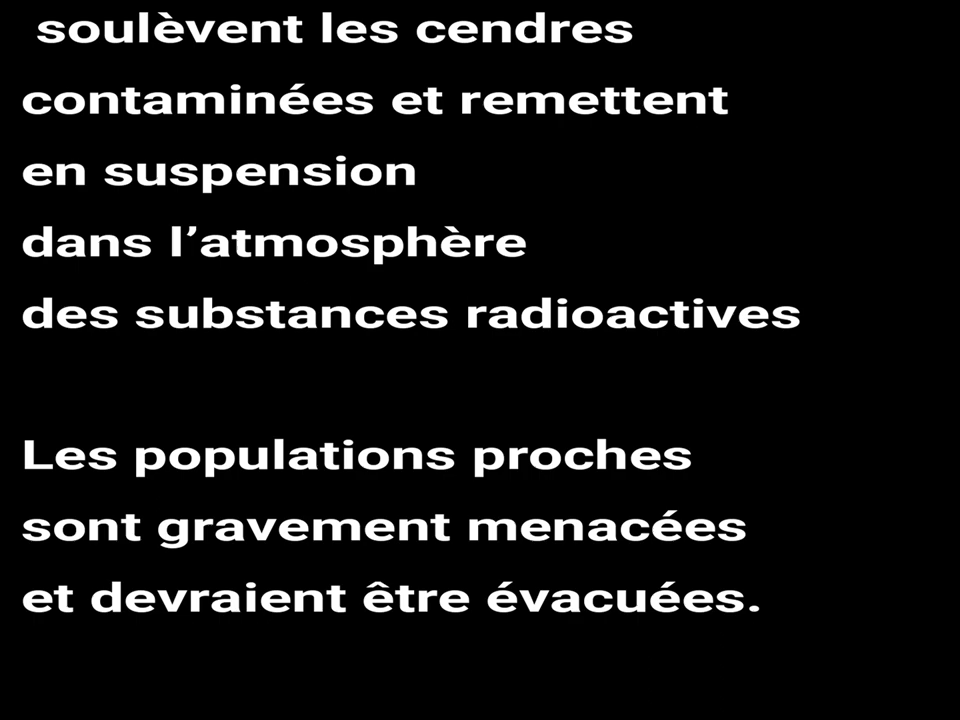 soulèvent les cendres
contaminées et remettent
en suspension
dans l’atmosphère
des substances radioactives
Les populations proches
sont gravement menacées
et devraient être évacuées.